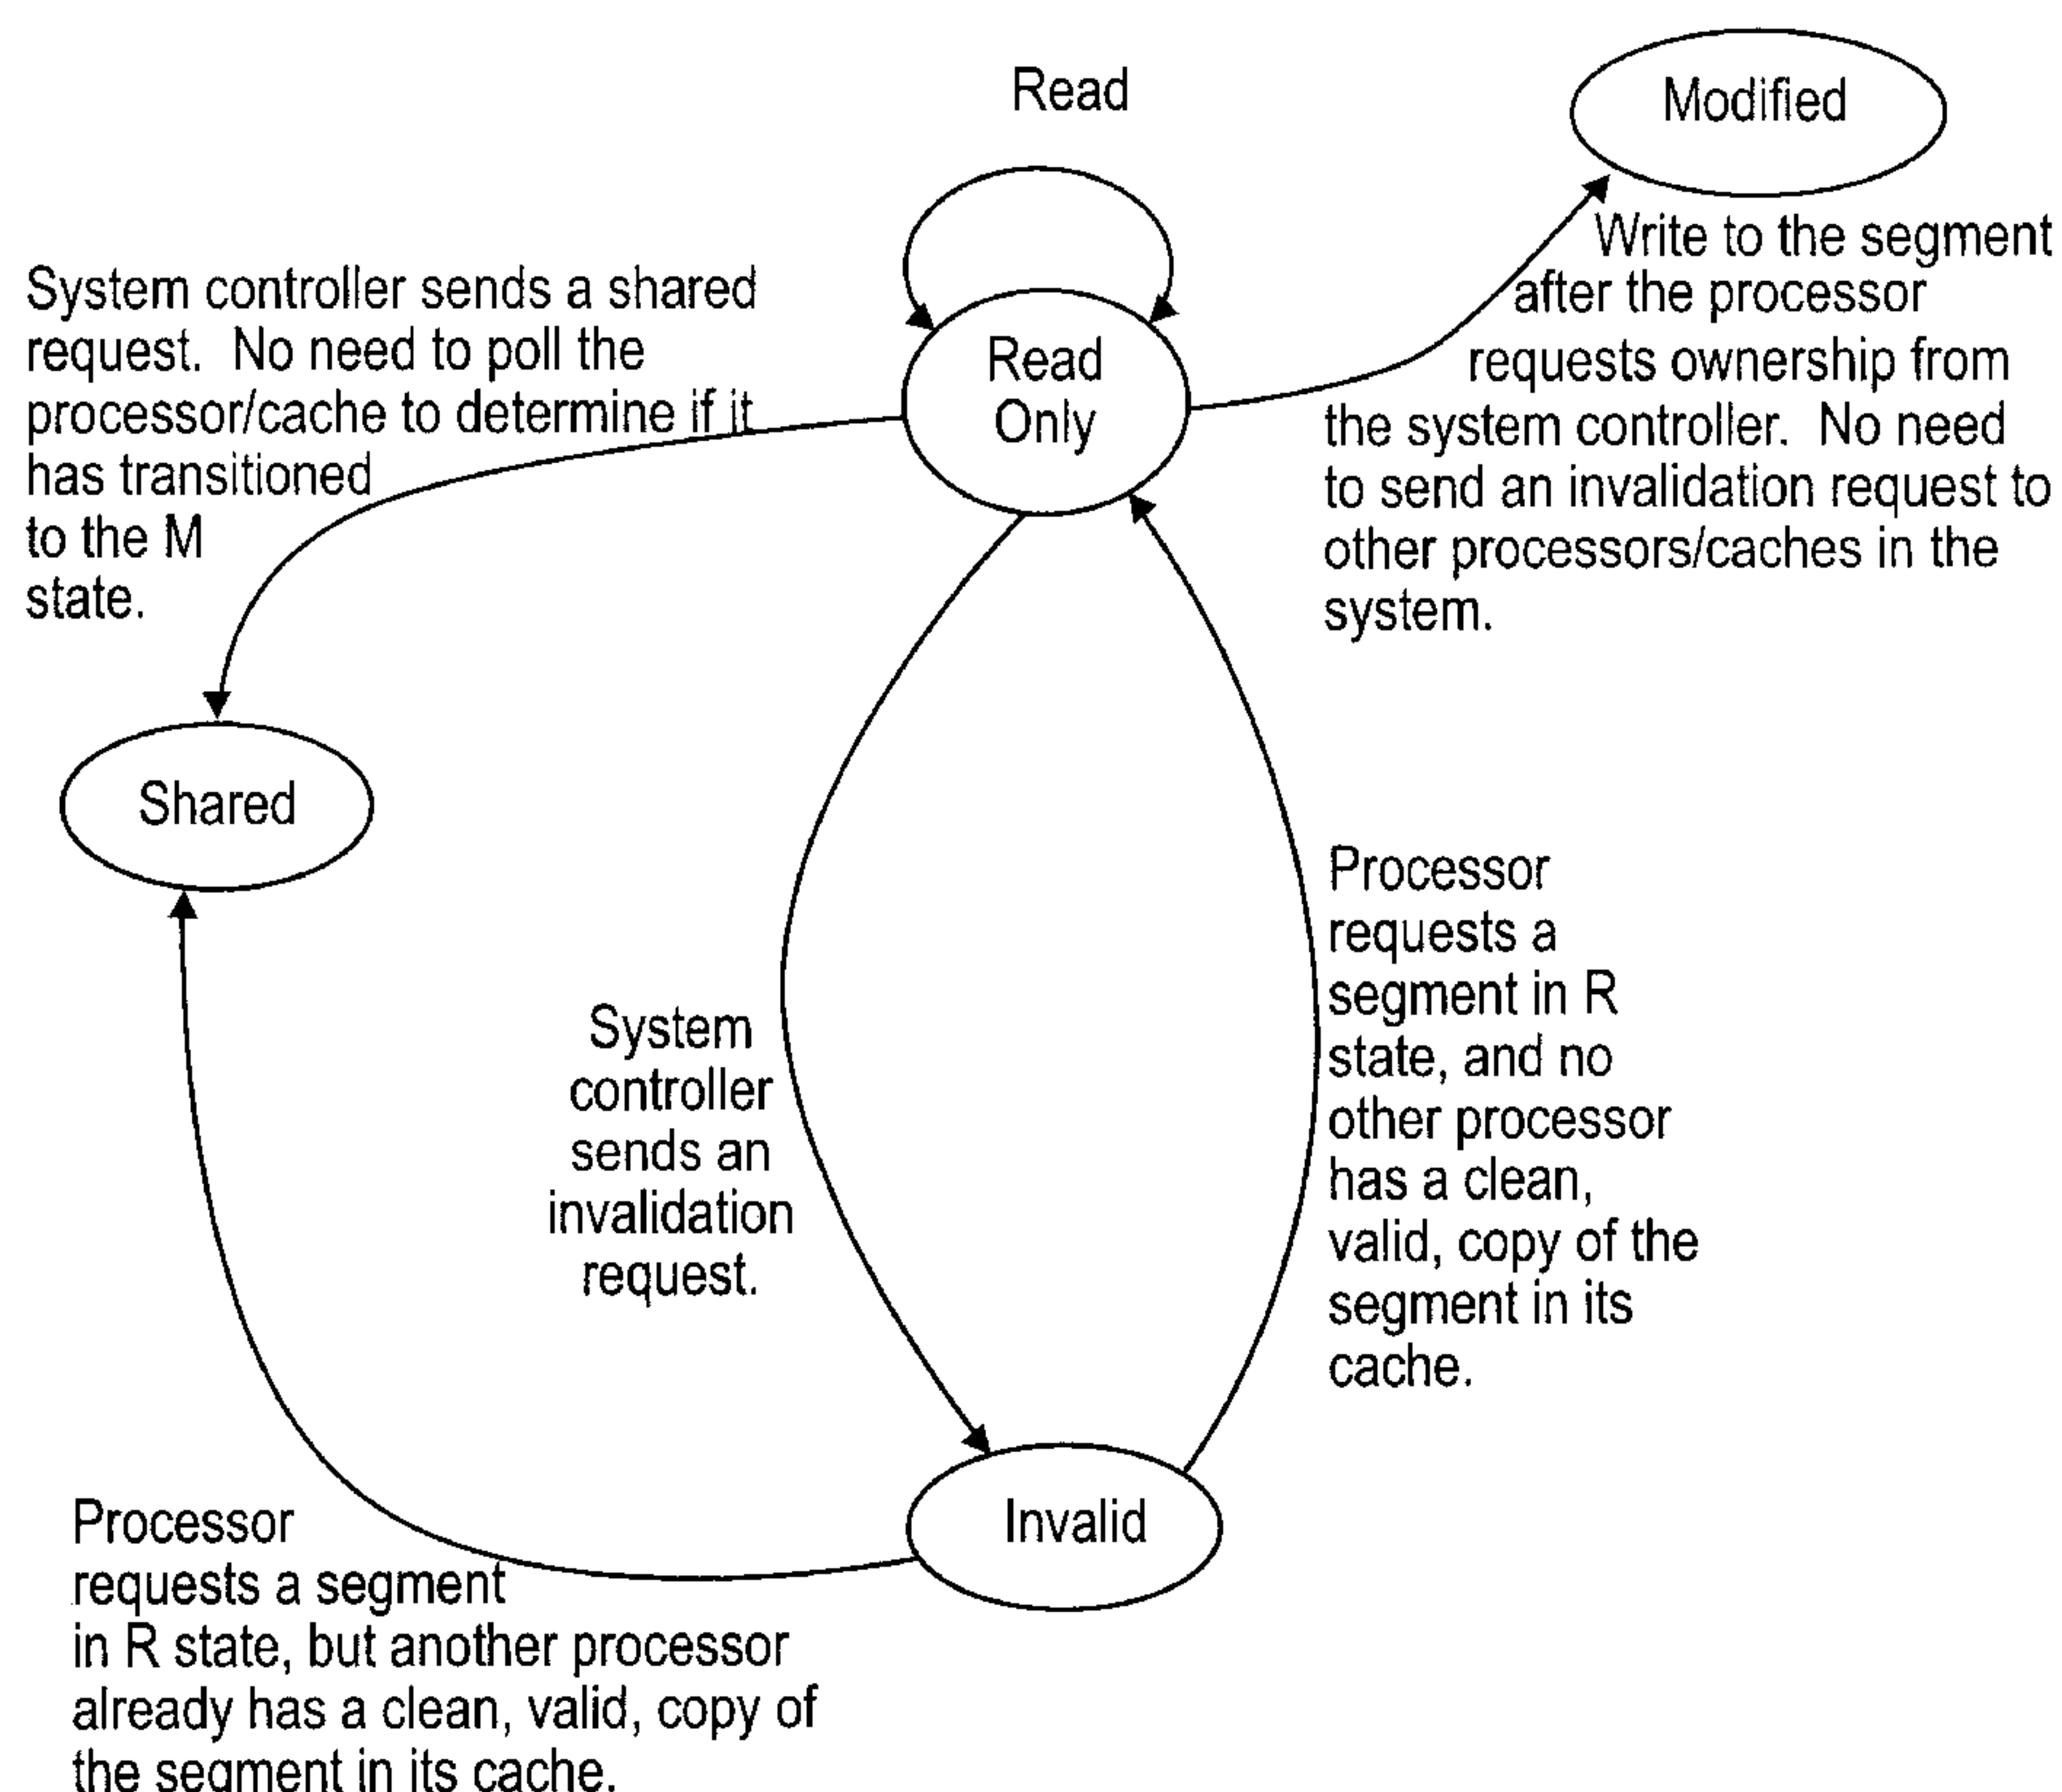 Read
Modified
Read
Only
System controller sends a shared
request.  No need to poll the
processor/cache to determine if it
has transitioned
to the M
state.
Write to the segment
after the processor
requests ownership from
the system controller.  No need
to send an invalidation request to
other processors/caches in the
system.
Shared
System
controller
sends an
invalidation
request.
Processor
requests a
segment in R
state, and no
other processor
has a clean,
valid, copy of the
segment in its
cache.
Invalid
Processor
requests a segment
in R state, but another processor
already has a clean, valid, copy of
the segment in its cache.